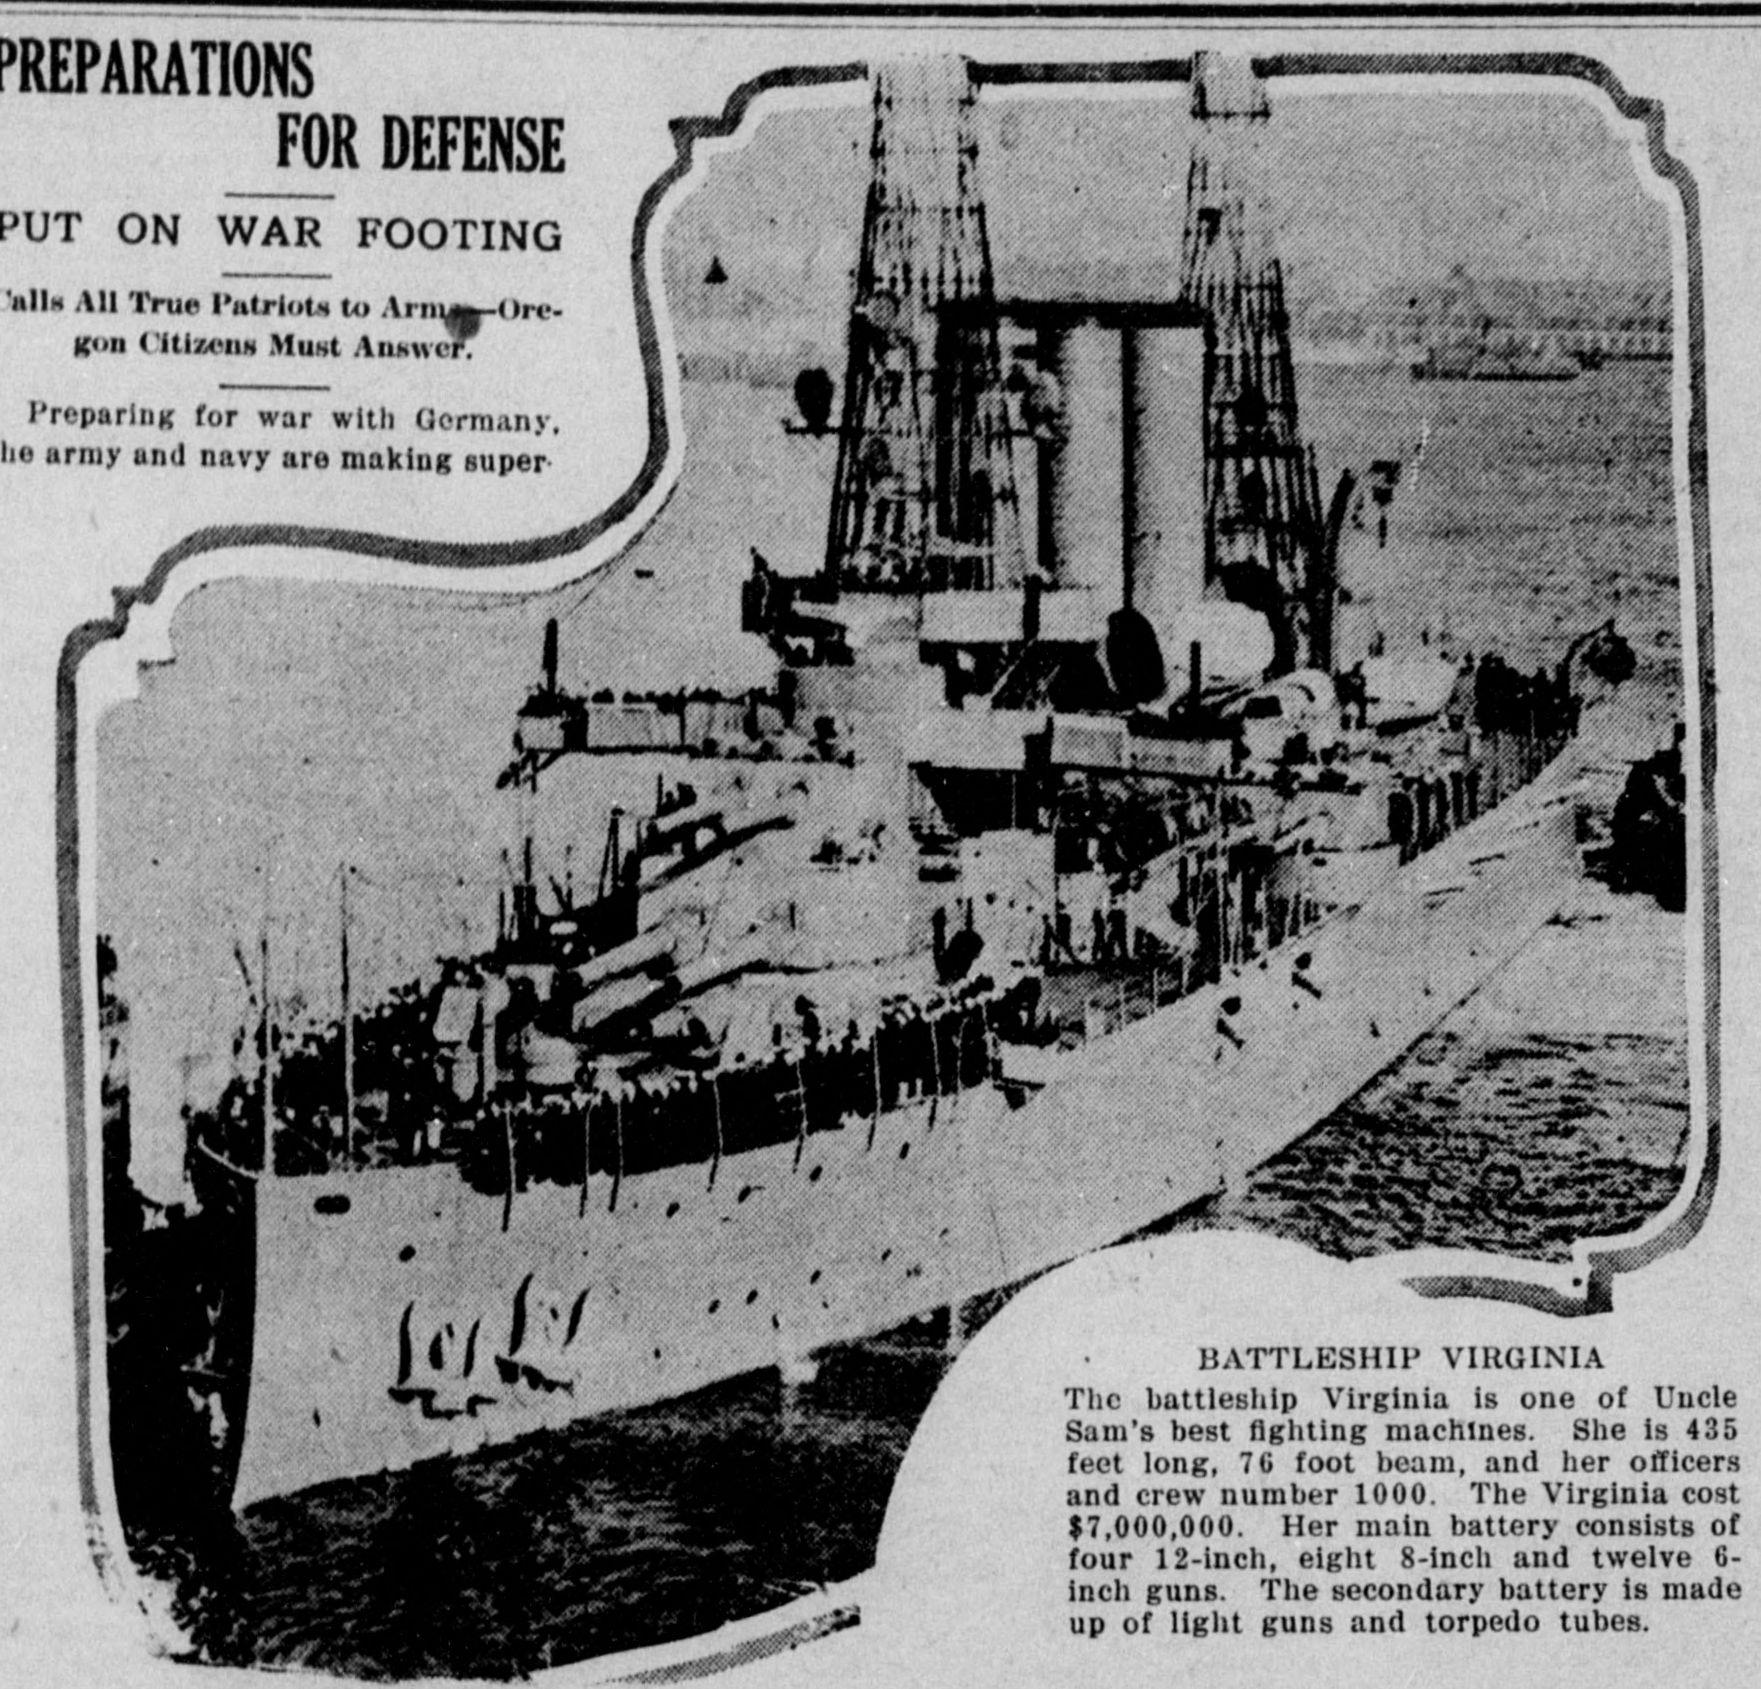 PREPARATIONS
FOR DEFENSE
PUT ON WAR FOOTING
alls All True Patriots to Arms—Ore-
gon Citizens Must Answer.
Preparing for war with Germany,
he army and navy are making super-
BATTLESHIP VIRGINIA
The battleship Virginia is one of Uncle
Sam's best fighting machines. She is 435
feet long, 76 foot beam, and her officers
and crew number 1000. The Virginia cost
$7,000,000. Her main battery consists of
four 12-inch, eight 8-inch and twelve 6-
inch guns. The secondary battery is made
up of light guns and torpedo tubes.